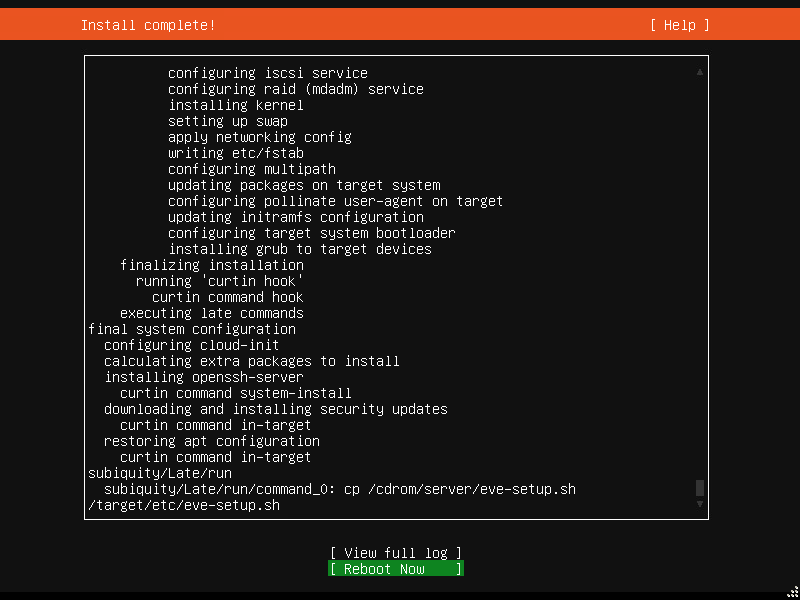 Install complete!
[ Help ]
configuring iscsi service
configuring raid (mdadm) service
installing kernel
setting up swap
apply networking config
writing etc/fstab
configuring multipath
updating packages on target system
configuring pollinate user-agent on target
updating initramfs configuration
configuring target system bootloader
installing grub to target devices
finalizing installation
running 'curtin hook'
curtin command hook
executing late commands
final system configuration
configuring cloud-init
calculating extra packages to install
installing openssh-server
curtin command system-install
downloading and installing security updates
curtin command in-target
restoring apt configuration
curtin command in-target
subiquity/Late/run
subiquity/Late/run/command_0: cp /cdrom/server/eve-setup.sh
/target/etc/eve-setup.sh
[ View full log ]
[ Reboot Now ]